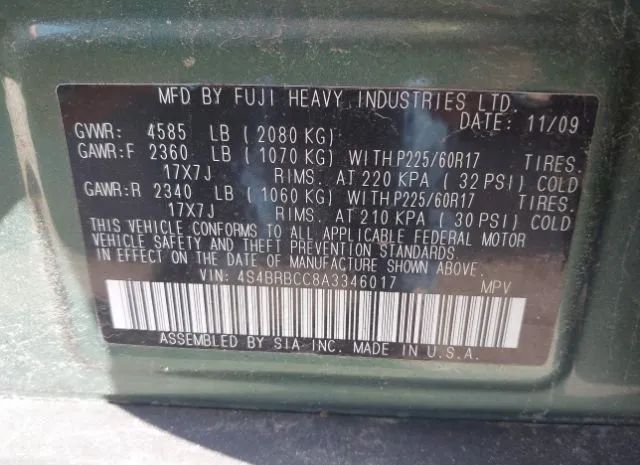 MFD BY FUJI HEAVY INDUSTRIES LTD.
DATE: 11/09
GVWR: 4585 LB (2080 KG)
GAWR:F 2360 LB (1070 KG) WITH P225/60R17 TIRES.
17X7J RIMS. AT 220 KPA (32 PSI) COLD
GAWR:R 2340 LB (1060 KG) WITH P225/60R17 TIRES.
17X7J RIMS. AT 210 KPA (30 PSI) COLD
THIS VEHICLE CONFORMS TO ALL APPLICABLE FEDERAL MOTOR
VEHICLE SAFETY AND THEFT PREVENTION STANDARDS
IN EFFECT ON THE DATE OF MANUFACTURE SHOWN ABOVE.
VIN: 4S4BRBCC8A3346017 MPV
ASSEMBLED BY SIA INC. MADE IN U.S.A.